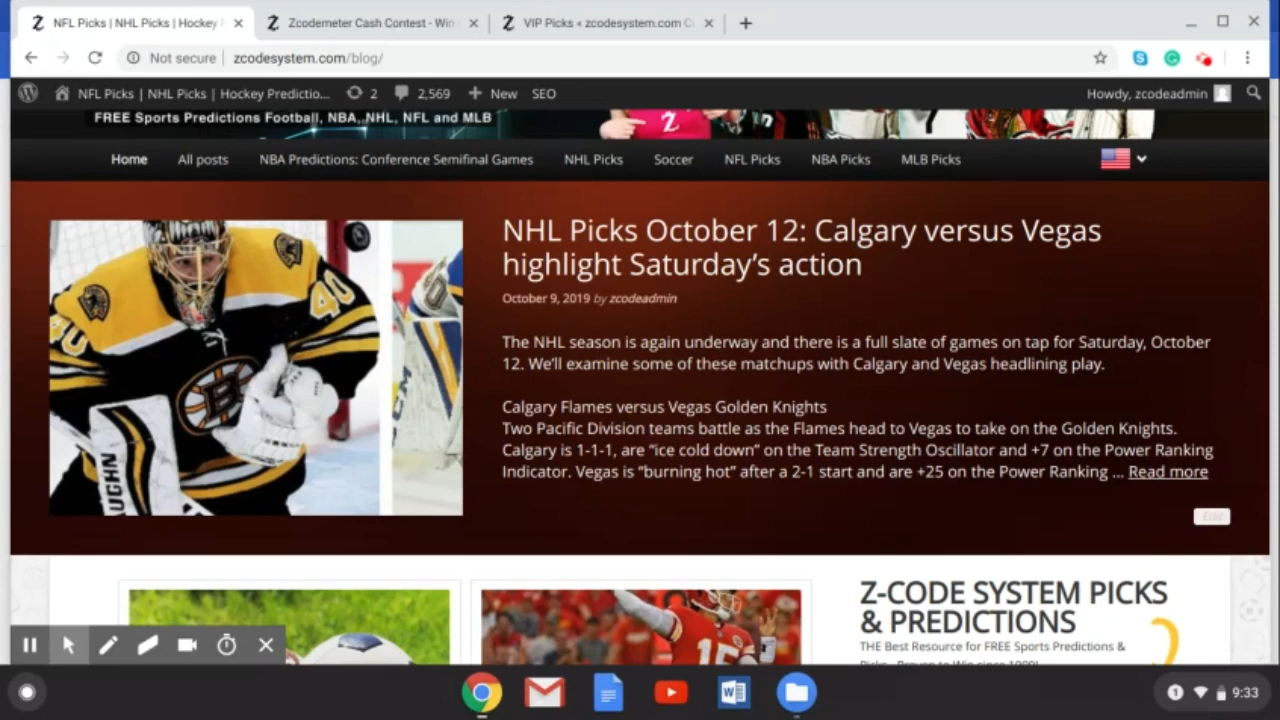 NFL Picks | NHL Picks | Hockey
Zcodemeter Cash Contest - Win
VIP Picks « zcodesystem.com
Not secure
zcodesystem.com/blog/
NFL Picks | NHL Picks | Hockey Predictio...
2
2,569
New
SEO
Howdy, zcodeadmin
FREE Sports Predictions Football, NBA, NHL, NFL and MLB
Home
All posts
NBA Predictions: Conference Semifinal Games
NHL Picks
Soccer
NFL Picks
NBA Picks
MLB Picks
NHL Picks October 12: Calgary versus Vegas
highlight Saturday's action
October 9, 2019 by zcodeadmin
The NHL season is again underway and there is a full slate of games on tap for Saturday, October
12. We'll examine some of these matchups with Calgary and Vegas headlining play.
Calgary Flames versus Vegas Golden Knights
Two Pacific Division teams battle as the Flames head to Vegas to take on the Golden Knights.
Calgary is 1-1-1, are “ice cold down” on the Team Strength Oscillator and +7 on the Power Ranking
Indicator. Vegas is “burning hot” after a 2-1 start and are +25 on the Power Ranking ... Read more
Edit
40
40
B
VAUGHN
15
Z-CODE SYSTEM PICKS
& PREDICTIONS
THE Best Resource for FREE Sports Predictions &
1
9:33